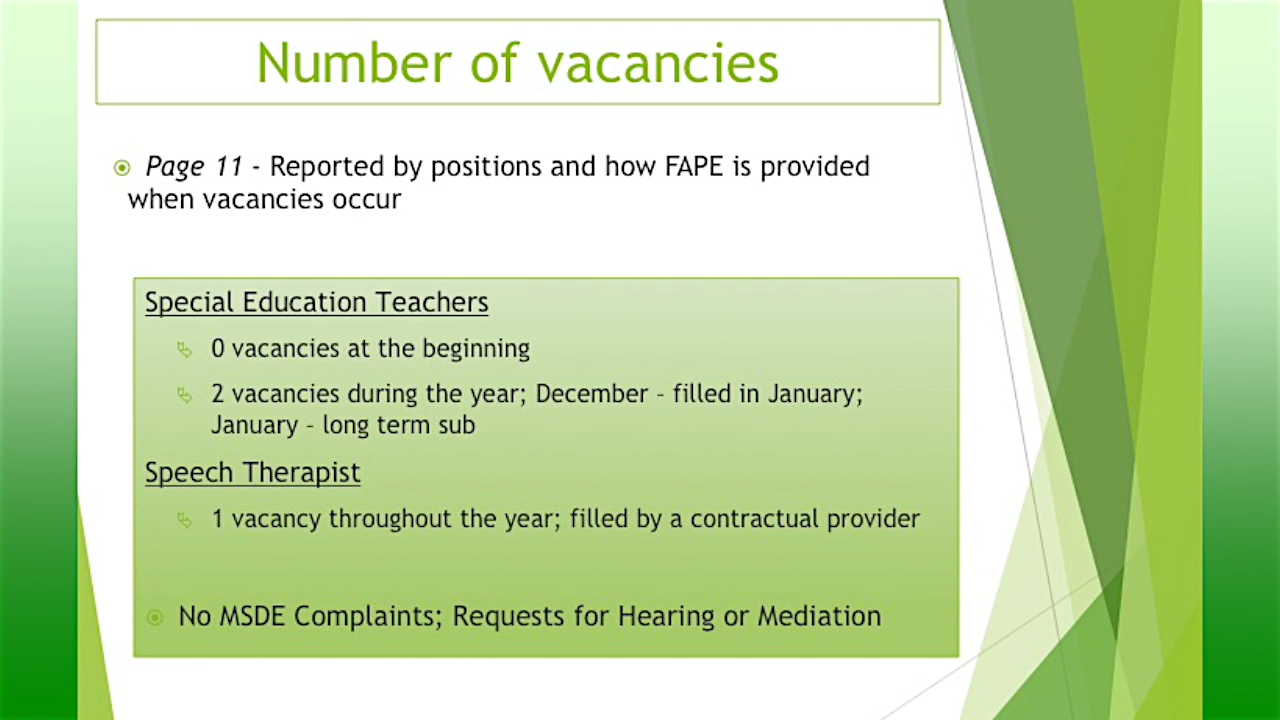 Number of vacancies
Page 11 - Reported by positions and how FAPE is provided
when vacancies occur
Special Education Teachers
0 vacancies at the beginning
2 vacancies during the year; December – filled in January;
January – long term sub
Speech Therapist
1 vacancy throughout the year; filled by a contractual provider
No MSDE Complaints; Requests for Hearing or Mediation